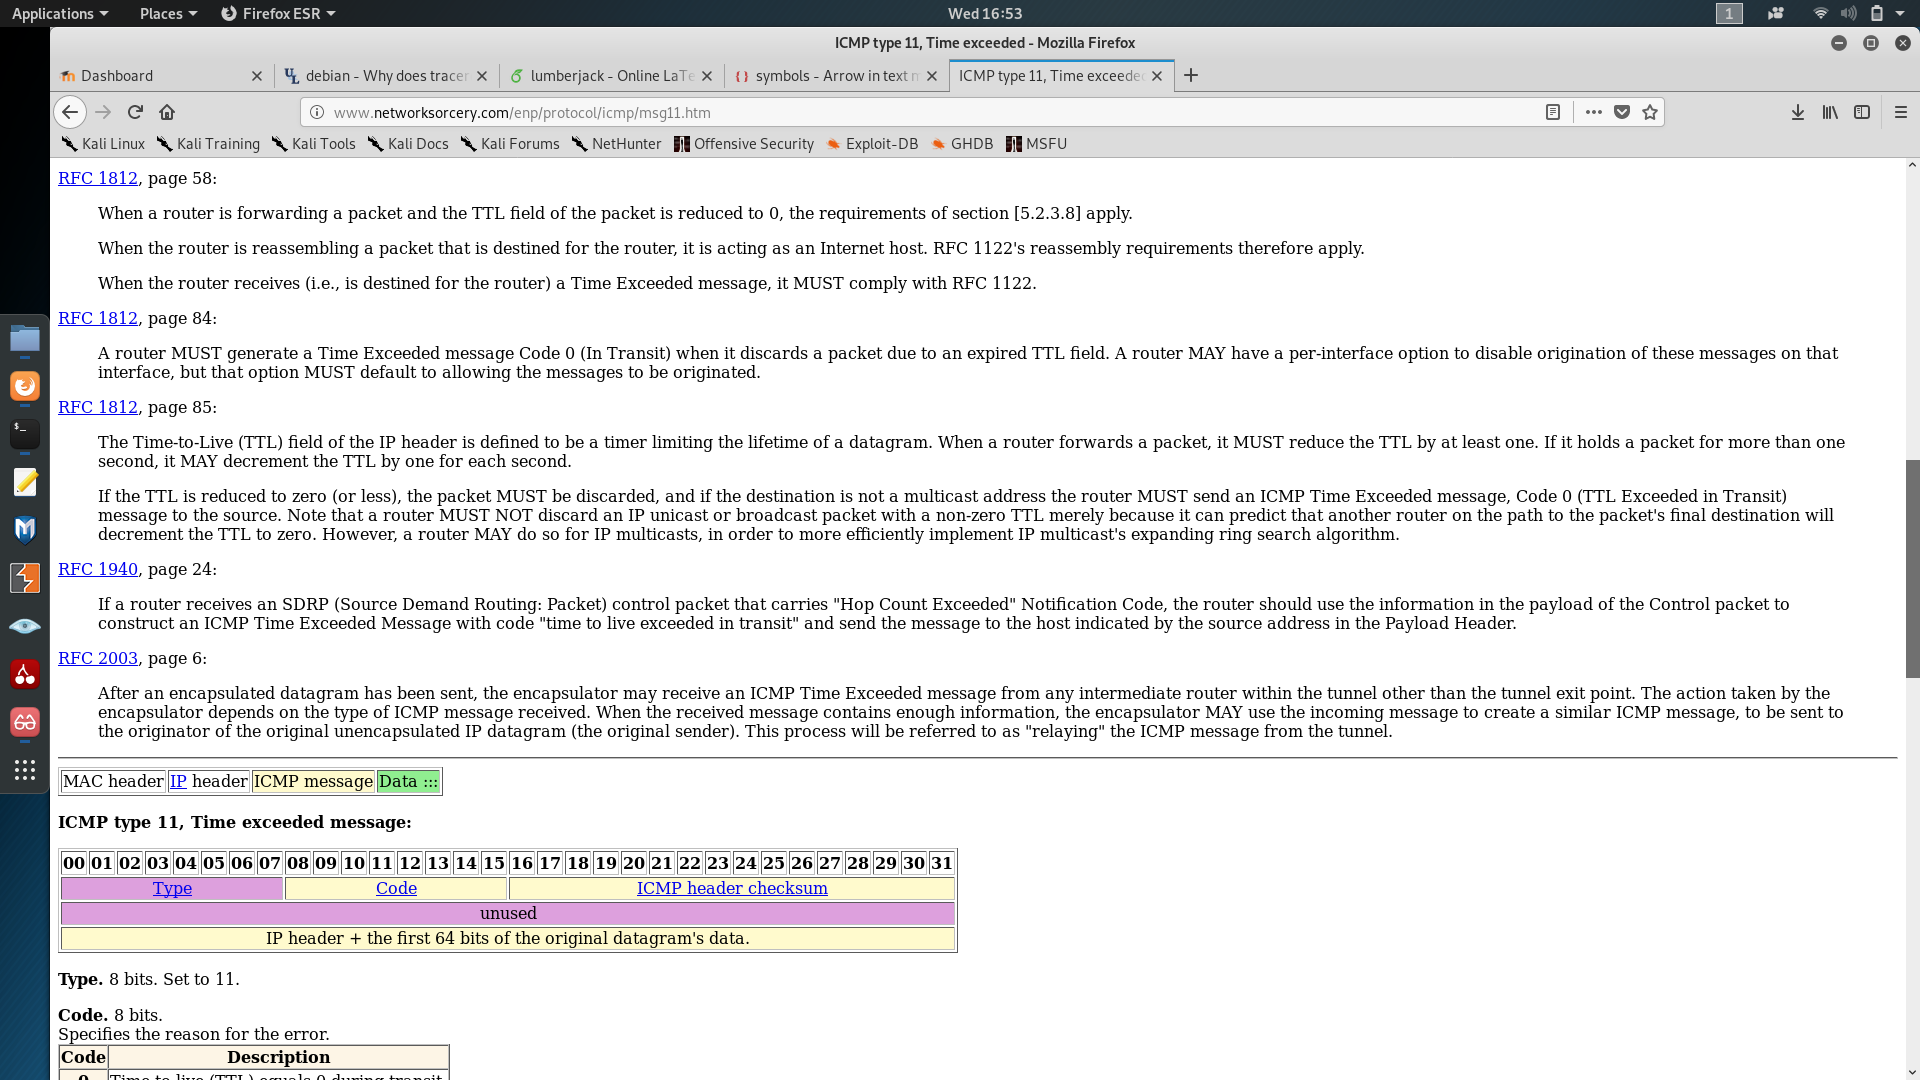 Applications
Places
Firefox ESR
Wed 16:53
1
ICMP type 11, Time exceeded - Mozilla Firefox
Dashboard
debian - Why does tracer
lumberjack - Online LaTe
symbols - Arrow in text m
ICMP type 11, Time exceeded
www.networksorcery.com/enp/protocol/icmp/msg11.htm
Kali Linux
Kali Training
Kali Tools
Kali Docs
Kali Forums
NetHunter
Offensive Security
Exploit-DB
GHDB
MSFU
RFC 1812, page 58:
When a router is forwarding a packet and the TTL field of the packet is reduced to 0, the requirements of section [5.2.3.8] apply.
When the router is reassembling a packet that is destined for the router, it is acting as an Internet host. RFC 1122's reassembly requirements therefore apply.
When the router receives (i.e., is destined for the router) a Time Exceeded message, it MUST comply with RFC 1122.
RFC 1812, page 84:
A router MUST generate a Time Exceeded message Code 0 (In Transit) when it discards a packet due to an expired TTL field. A router MAY have a per-interface option to disable origination of these messages on that
interface, but that option MUST default to allowing the messages to be originated.
RFC 1812, page 85:
The Time-to-Live (TTL) field of the IP header is defined to be a timer limiting the lifetime of a datagram. When a router forwards a packet, it MUST reduce the TTL by at least one. If it holds a packet for more than one
second, it MAY decrement the TTL by one for each second.
If the TTL is reduced to zero (or less), the packet MUST be discarded, and if the destination is not a multicast address the router MUST send an ICMP Time Exceeded message, Code 0 (TTL Exceeded in Transit)
message to the source. Note that a router MUST NOT discard an IP unicast or broadcast packet with a non-zero TTL merely because it can predict that another router on the path to the packet's final destination will
decrement the TTL to zero. However, a router MAY do so for IP multicasts, in order to more efficiently implement IP multicast's expanding ring search algorithm.
RFC 1940, page 24:
If a router receives an SDRP (Source Demand Routing: Packet) control packet that carries "Hop Count Exceeded" Notification Code, the router should use the information in the payload of the Control packet to
construct an ICMP Time Exceeded Message with code "time to live exceeded in transit" and send the message to the host indicated by the source address in the Payload Header.
RFC 2003, page 6:
After an encapsulated datagram has been sent, the encapsulator may receive an ICMP Time Exceeded message from any intermediate router within the tunnel other than the tunnel exit point. The action taken by the
encapsulator depends on the type of ICMP message received. When the received message contains enough information, the encapsulator MAY use the incoming message to create a similar ICMP message, to be sent to
the originator of the original unencapsulated IP datagram (the original sender). This process will be referred to as "relaying" the ICMP message from the tunnel.
MAC header IP header ICMP message Data :::
ICMP type 11, Time exceeded message:
00 01 02 03 04 05 06 07 08 09 10 11 12 13 14 15 16 17 18 19 20 21 22 23 24 25 26 27 28 29 30 31
Type Code ICMP header checksum
unused
IP header + the first 64 bits of the original datagram's data.
Type. 8 bits. Set to 11.
Code. 8 bits.
Specifies the reason for the error.
Code Description
0 Time to live (TTL) equals 0 during transit.